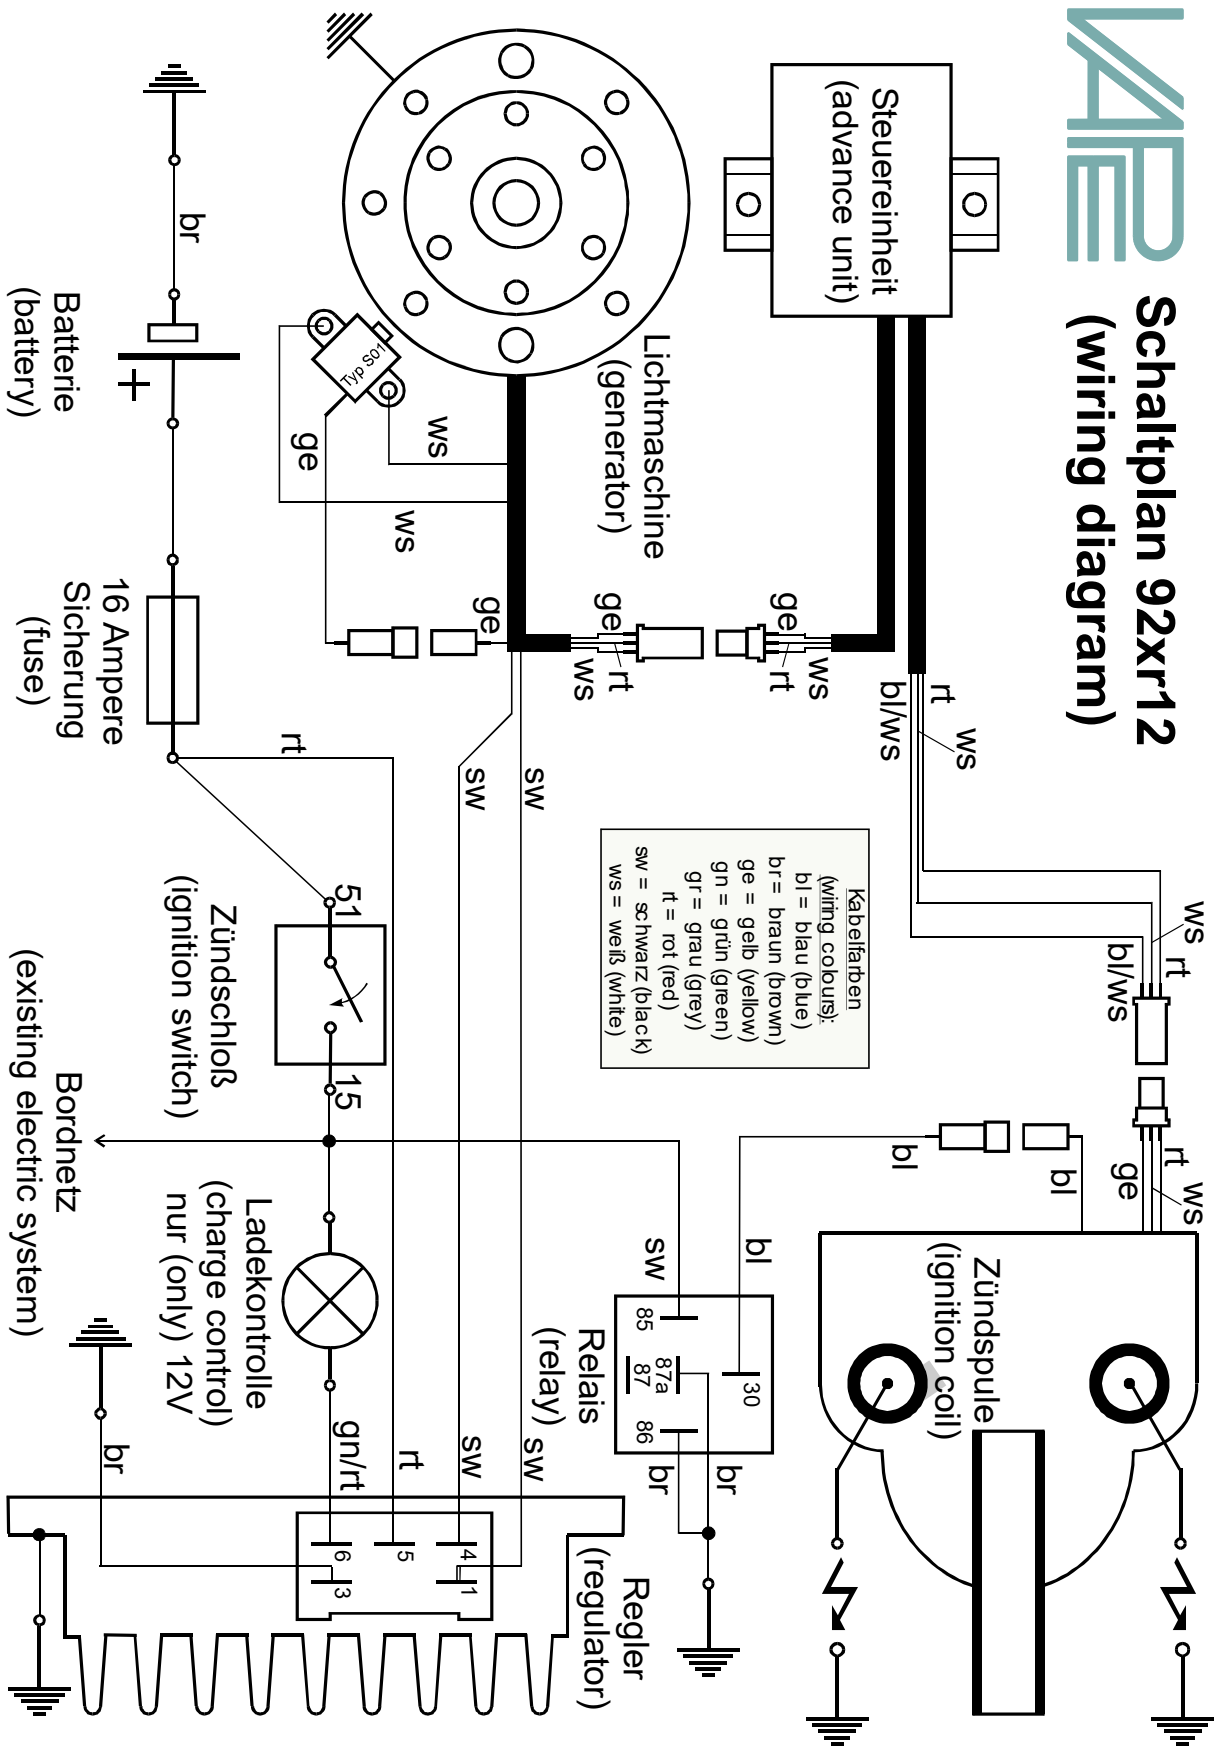 VAPE
Schaltplan 92xr12
(wiring diagram)
Steuereinheit
(advance unit)
rt
ws
bl/ws
ws
rt
bl/ws
rt
ws
ge
ge
rt
ws
ge
rt
ws
bl
bl
bl
Zündspule
(ignition coil)
Lichtmaschine
(generator)
Typ S01
ws
ws
ge
ge
sw
sw
sw
sw
Kabelfarben
(wiring colours):
bl = blau (blue)
br = braun (brown)
ge = gelb (yellow)
gn = grün (green)
gr = grau (grey)
rt = rot (red)
sw = schwarz (black)
ws = weiß (white)
sw
85
87a
87
30
86
Relais
(relay)
br
br
br
Batterie
(battery)
+
16 Ampere
Sicherung
(fuse)
rt
rt
51
15
Zündschloß
(ignition switch)
Bordnetz
(existing electric system)
Ladekontrolle
(charge control)
nur (only) 12V
gn/rt
br
4
1
5
6
3
Regler
(regulator)